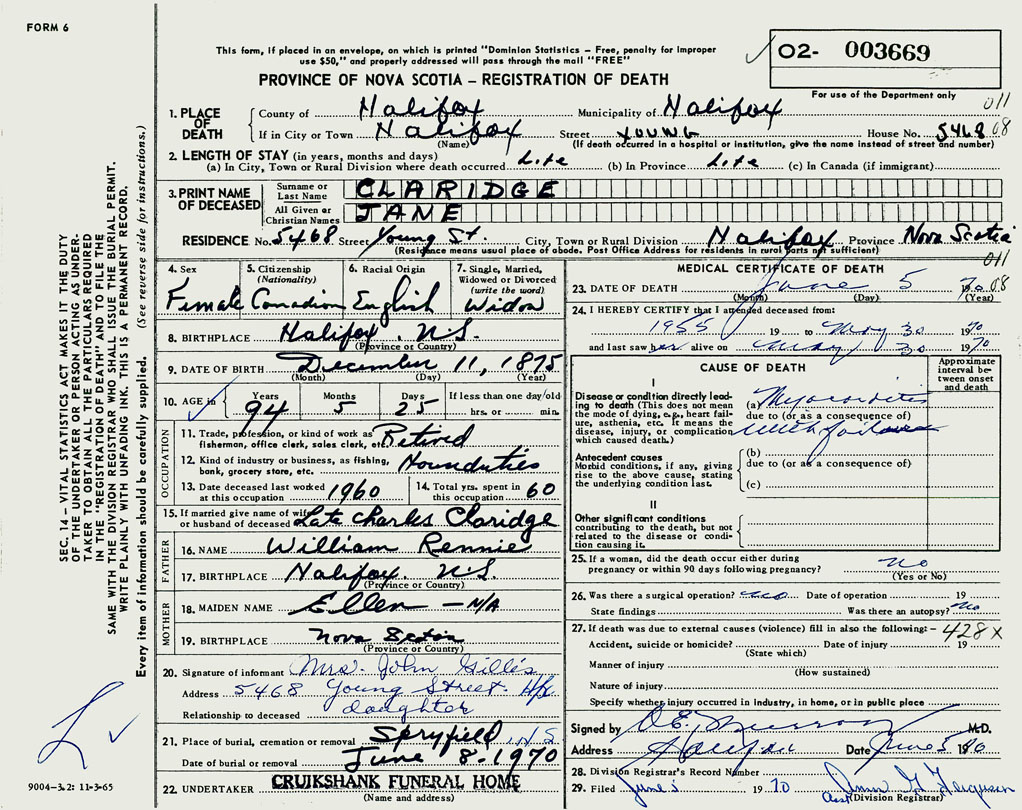 FORM 6
This form, if placed in an envelope, on which is printed "Dominion Statistics – Free, penalty for improper
use $50," and properly addressed will pass through the mail "FREE"
PROVINCE OF NOVA SCOTIA – REGISTRATION OF DEATH
02- 003669
For use of the Department only
011
1. PLACE OF DEATH County of Halifax Municipality of Halifax
If in City or Town Halifax Street YOUNG House No. 5468 08
(Name) (If death occurred in a hospital or institution, give the name instead of street and number)
2. LENGTH OF STAY (in years, months and days)
(a) In City, Town or Rural Division where death occurred Life (b) In Province Life (c) In Canada (if immigrant)
3. PRINT NAME OF DECEASED Surname or Last Name CLARIDGE
All Given or Christian Names JANE
RESIDENCE No. 5468 Street Young St. City, Town or Rural Division Halifax Province Nova Scotia
(Residence means usual place of abode. Post Office Address for residents in rural parts not sufficient)
011
08
4. Sex Female
5. Citizenship (Nationality) Canadian
6. Racial Origin English
7. Single, Married, Widowed or Divorced (write the word) Widow
8. BIRTHPLACE Halifax N.S.
(Province or Country)
9. DATE OF BIRTH December 11, 1875
(Month) (Day) (Year)
10. AGE in Years 94 Months 5 Days 25 If less than one day old hrs. or min.
OCCUPATION
11. Trade, profession, or kind of work as fisherman, office clerk, sales clerk, etc. Retired
12. Kind of industry or business, as fishing, bank, grocery store, etc.
13. Date deceased last worked at this occupation 1960
14. Total yrs. spent in this occupation 60
15. If married give name of wife or husband of deceased Late Charles Claridge
FATHER
16. NAME William Rennie
17. BIRTHPLACE Halifax. N.S.
(Province or Country)
MOTHER
18. MAIDEN NAME Ellen – N/A
19. BIRTHPLACE Nova Scotia
(Province or Country)
20. Signature of informant Mrs. John Gillis
Address 5468 Young Street. Hfx
Relationship to deceased daughter
21. Place of burial, cremation or removal Spryfield N.S
Date of burial or removal June 8. 1970
22. UNDERTAKER CRUIKSHANK FUNERAL HOME
(Name and address)
MEDICAL CERTIFICATE OF DEATH
23. DATE OF DEATH June 5 1970
(Month) (Day) (Year)
24. I HEREBY CERTIFY that I attended deceased from:
1955 19 to May 30 1970
and last saw her alive on May 30 1970
CAUSE OF DEATH
Approximate interval between onset and death
I
Disease or condition directly leading to death (This does not mean the mode of dying, e.g., heart failure, asthenia, etc. It means the disease, injury, or complication which caused death.)
(a) Myocarditis
due to (or as a consequence of)
with failure
Antecedent causes
Morbid conditions, if any, giving rise to the above cause, stating the underlying condition last.
(b)
due to (or as a consequence of)
(c)
II
Other significant conditions
contributing to the death, but not related to the disease or condition causing it.
25. If a woman, did the death occur either during pregnancy or within 90 days following pregnancy? no
(Yes or No)
26. Was there a surgical operation? no Date of operation 19
State findings Was there an autopsy? no
27. If death was due to external causes (violence) fill in also the following: – 428 x
Accident, suicide or homicide? Date of injury 19
(State which)
Manner of injury
(How sustained)
Nature of injury
Specify whether injury occurred in industry, in home, or in public place
Signed by M.D.
Address Halifax Date June 5 1970
28. Division Registrar's Record Number
29. Filed June 5 1970 Ferguson
(Division Registrar)
SEC. 14 – VITAL STATISTICS ACT MAKES IT THE DUTY
OF THE UNDERTAKER OR PERSON ACTING AS UNDER-
TAKER TO OBTAIN ALL THE PARTICULARS REQUIRED
IN THE "REGISTRATION OF DEATH" AND TO FILE THE
SAME WITH THE DIVISION REGISTRAR WHO SHALL ISSUE THE BURIAL PERMIT.
WRITE PLAINLY WITH UNFADING INK. THIS IS A PERMANENT RECORD.
Every item of information should be carefully supplied. (See reverse side for instructions.)
9004-3.2: 11-3-65